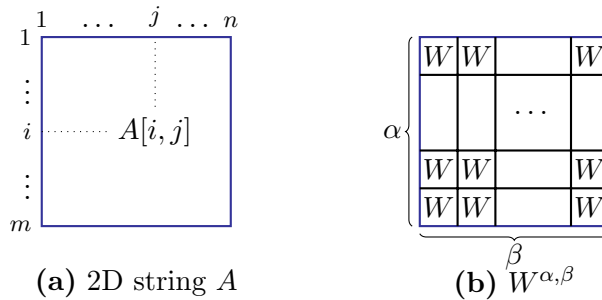 1 ... ... n
j
1
⋮
i
A[i, j]
⋮
m
(a) 2D string A
W W W
...
α
W W W
W W W
β
(b) W^{α,β}